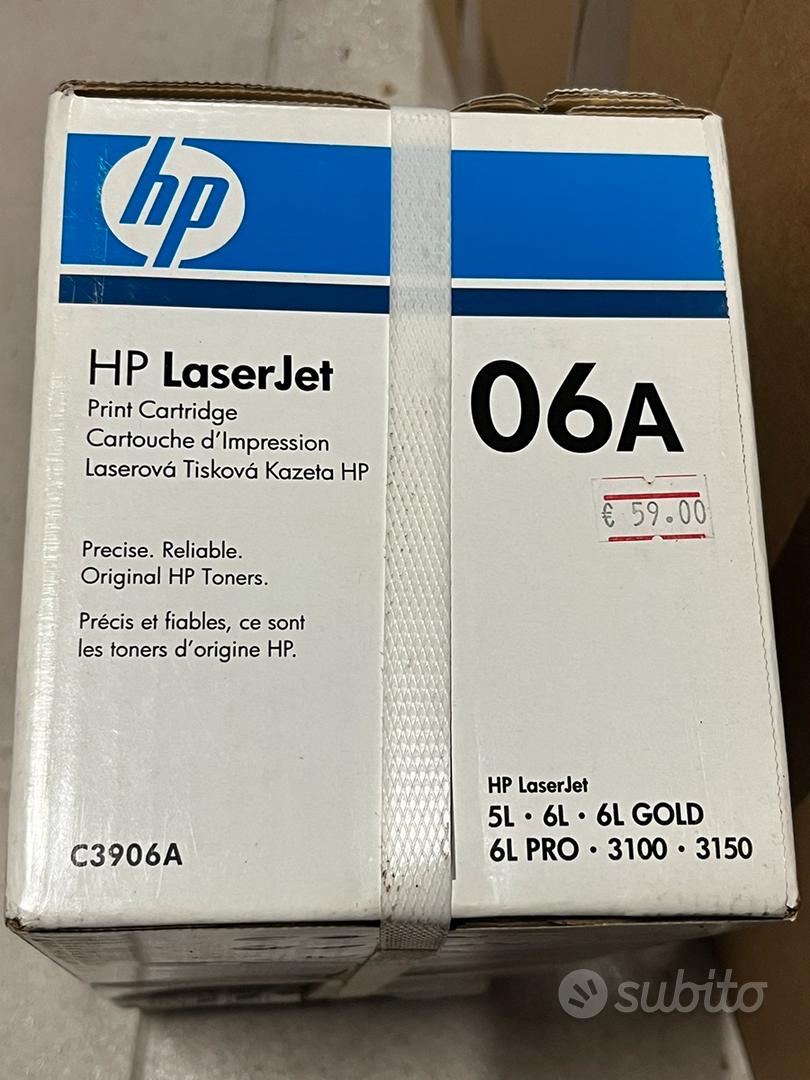 hp
HP LaserJet
Print Cartridge
Cartouche d'Impression
Laserová Tisková Kazeta HP
06A
€ 59.00
Precise. Reliable.
Original HP Toners.
Précis et fiables, ce sont
les toners d'origine HP.
C3906A
HP LaserJet
5L · 6L · 6L GOLD
6L PRO · 3100 · 3150
subito